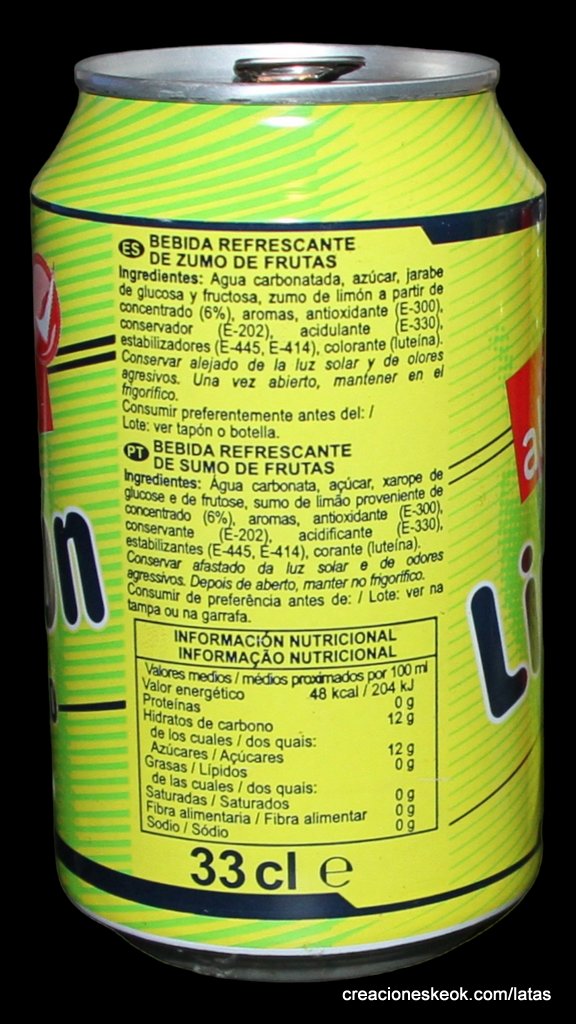 ES BEBIDA REFRESCANTE
DE ZUMO DE FRUTAS
Ingredientes: Agua carbonatada, azúcar, jarabe
de glucosa y fructosa, zumo de limón a partir de
concentrado (6%), aromas, antioxidante (E-300),
conservador (E-202), acidulante (E-330),
estabilizadores (E-445, E-414), colorante (luteína).
Conservar alejado de la luz solar y de olores
agresivos. Una vez abierto, mantener en el
frigorífico.
Consumir preferentemente antes del: /
Lote: ver tapón o botella.
PT BEBIDA REFRESCANTE
DE SUMO DE FRUTAS
Ingredientes: Água carbonata, açúcar, xarope de
glucose e de frutose, sumo de limão proveniente de
concentrado (6%), aromas, antioxidante (E-300),
conservante (E-202), acidificante (E-330),
estabilizantes (E-445, E-414), corante (luteína).
Conservar afastado da luz solar e de odores
agressivos. Depois de aberto, manter no frigorífico.
Consumir de preferência antes de: / Lote: ver na
tampa ou na garrafa.
INFORMACIÓN NUTRICIONAL
INFORMAÇÃO NUTRICIONAL
Valores medios / médios proximados por 100 ml
Valor energético 48 kcal / 204 kJ
Proteínas 0 g
Hidratos de carbono 12 g
de los cuales / dos quais:
Azúcares / Açúcares 12 g
Grasas / Lípidos 0 g
de las cuales / dos quais:
Saturadas / Saturados 0 g
Fibra alimentaria / Fibra alimentar 0 g
Sodio / Sódio 0 g
33 cl e
Li
creacioneskeok.com/latas